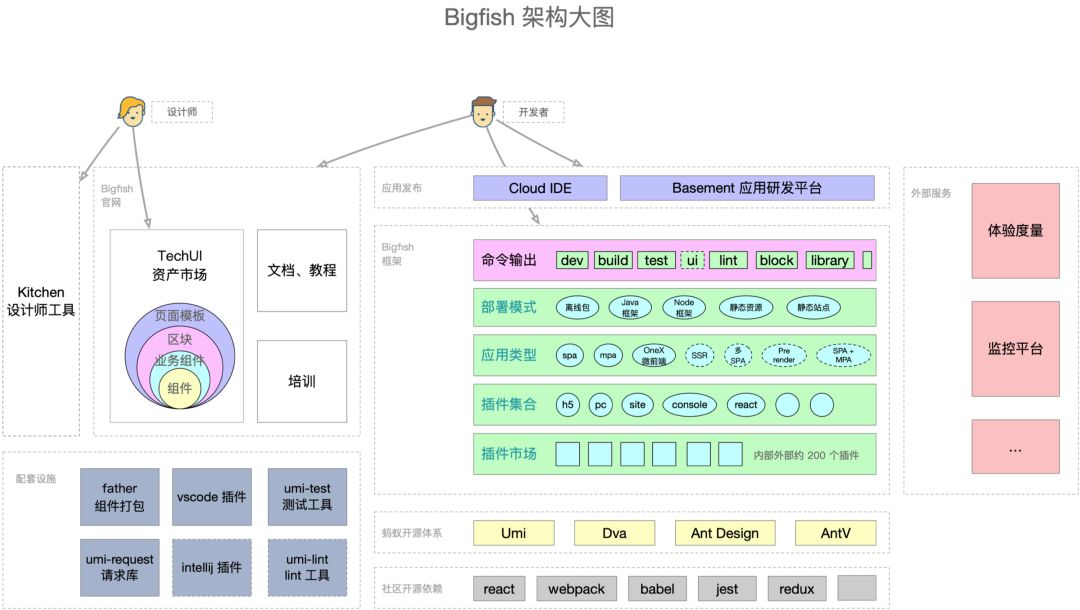 Bigfish 架构大图
设计师
开发者
Kitchen
设计师工具
Bigfish
官网
TechUI
资产市场
页面模板
区块
业务组件
组件
文档、教程
培训
应用发布
Cloud IDE
Basement 应用研发平台
Bigfish
框架
命令输出
dev
build
test
ui
lint
block
library
部署模式
离线包
Java
框架
Node
框架
静态资源
静态站点
应用类型
spa
mpa
OneX
微前端
SSR
多
SPA
Pre
render
SPA +
MPA
插件集合
h5
pc
site
console
react
插件市场
内部外部约 200 个插件
外部服务
体验度量
监控平台
...
配套设施
father
组件打包
vscode 插件
umi-test
测试工具
umi-request
请求库
intellij 插件
umi-lint
lint 工具
蚂蚁开源体系
Umi
Dva
Ant Design
AntV
社区开源依赖
react
webpack
babel
jest
redux